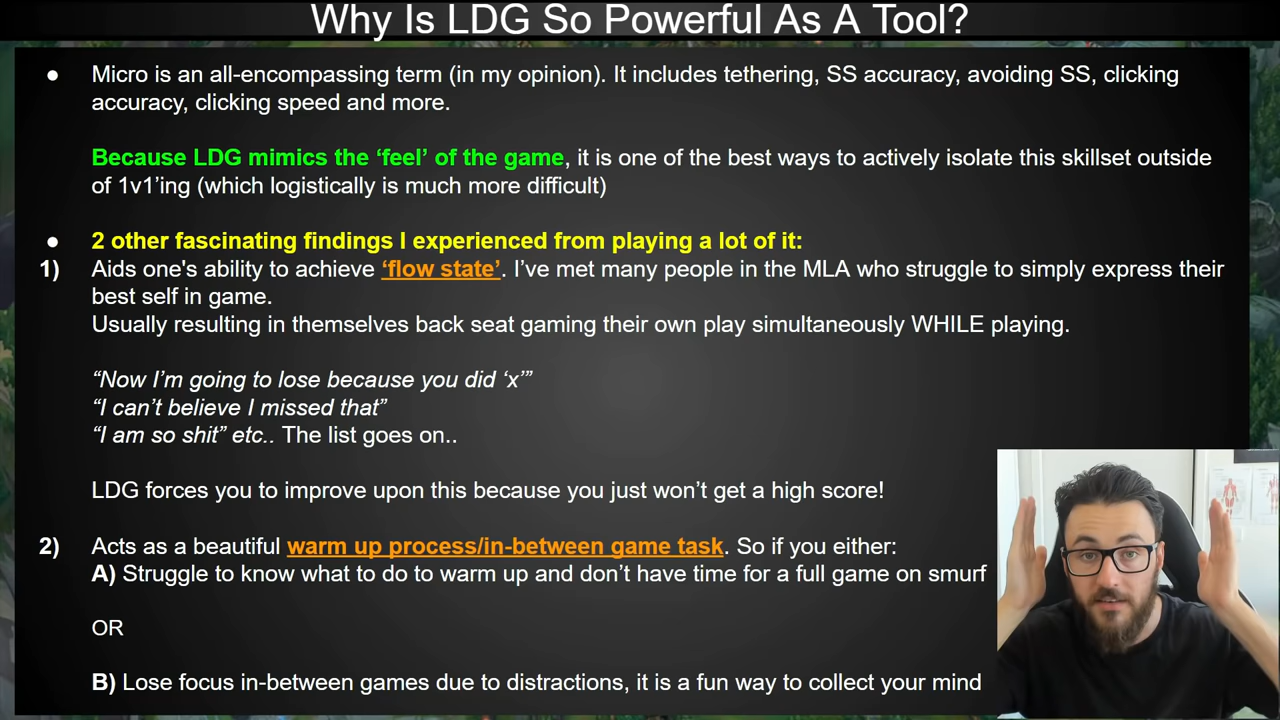 Why Is LDG So Powerful As A Tool?
● Micro is an all-encompassing term (in my opinion). It includes tethering, SS accuracy, avoiding SS, clicking
accuracy, clicking speed and more.
Because LDG mimics the ‘feel’ of the game, it is one of the best ways to actively isolate this skillset outside
of 1v1’ing (which logistically is much more difficult)
● 2 other fascinating findings I experienced from playing a lot of it:
1) Aids one's ability to achieve ‘flow state’. I’ve met many people in the MLA who struggle to simply express their
best self in game.
Usually resulting in themselves back seat gaming their own play simultaneously WHILE playing.
“Now I’m going to lose because you did ‘x’”
“I can’t believe I missed that”
“I am so shit” etc.. The list goes on..
LDG forces you to improve upon this because you just won’t get a high score!
2) Acts as a beautiful warm up process/in-between game task. So if you either:
A) Struggle to know what to do to warm up and don’t have time for a full game on smurf
OR
B) Lose focus in-between games due to distractions, it is a fun way to collect your mind